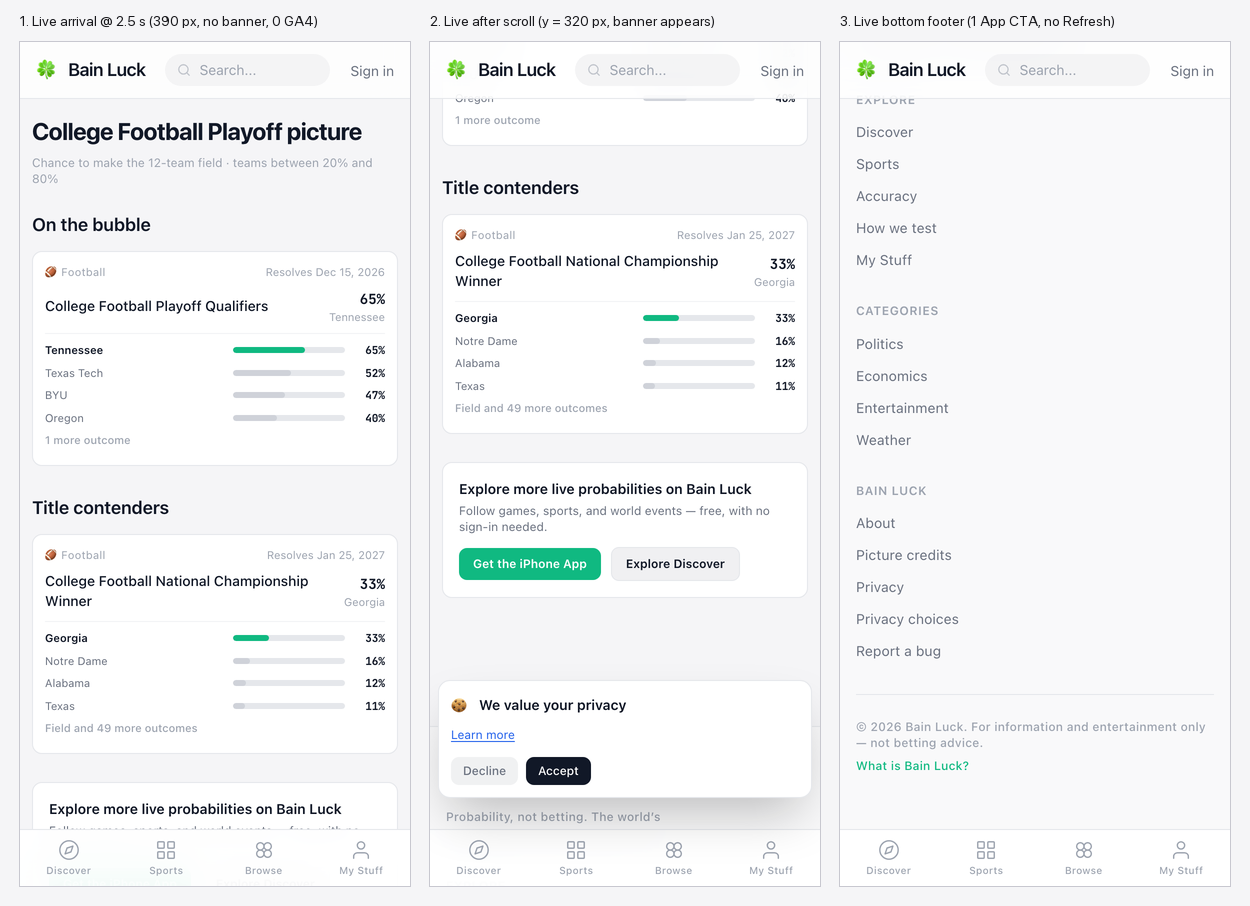 1. Live arrival @ 2.5 s (390 px, no banner, 0 GA4)
Bain Luck
Search...
Sign in
College Football Playoff picture
Chance to make the 12-team field · teams between 20% and
80%
On the bubble
Football
Resolves Dec 15, 2026
College Football Playoff Qualifiers
65%
Tennessee
Tennessee 65%
Texas Tech 52%
BYU 47%
Oregon 40%
1 more outcome
Title contenders
Football
Resolves Jan 25, 2027
College Football National Championship
Winner
33%
Georgia
Georgia 33%
Notre Dame 16%
Alabama 12%
Texas 11%
Field and 49 more outcomes
Explore more live probabilities on Bain Luck
Follow games, sports, and world events — free, with no
Discover
Sports
Browse
My Stuff
2. Live after scroll (y = 320 px, banner appears)
Bain Luck
Search...
Sign in
Oregon 40%
1 more outcome
Title contenders
Football
Resolves Jan 25, 2027
College Football National Championship
Winner
33%
Georgia
Georgia 33%
Notre Dame 16%
Alabama 12%
Texas 11%
Field and 49 more outcomes
Explore more live probabilities on Bain Luck
Follow games, sports, and world events — free, with no
sign-in needed.
Get the iPhone App
Explore Discover
We value your privacy
Learn more
Decline
Accept
Probability, not betting. The world's
Discover
Sports
Browse
My Stuff
3. Live bottom footer (1 App CTA, no Refresh)
Bain Luck
Search...
Sign in
EXPLORE
Discover
Sports
Accuracy
How we test
My Stuff
CATEGORIES
Politics
Economics
Entertainment
Weather
BAIN LUCK
About
Picture credits
Privacy
Privacy choices
Report a bug
© 2026 Bain Luck. For information and entertainment only
— not betting advice.
What is Bain Luck?
Discover
Sports
Browse
My Stuff